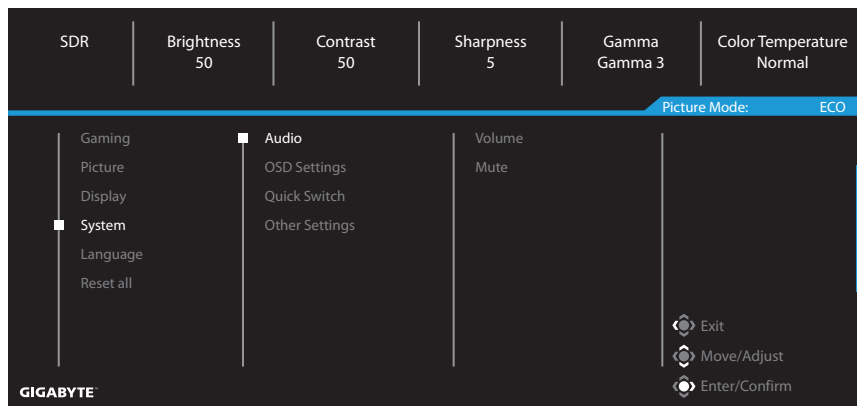 SDR
Brightness
50
Contrast
50
Sharpness
5
Gamma
Gamma 3
Color Temperature
Normal
Picture Mode: ECO
Gaming
Picture
Display
System
Language
Reset all
Audio
OSD Settings
Quick Switch
Other Settings
Volume
Mute
Exit
Move/Adjust
Enter/Confirm
GIGABYTE™